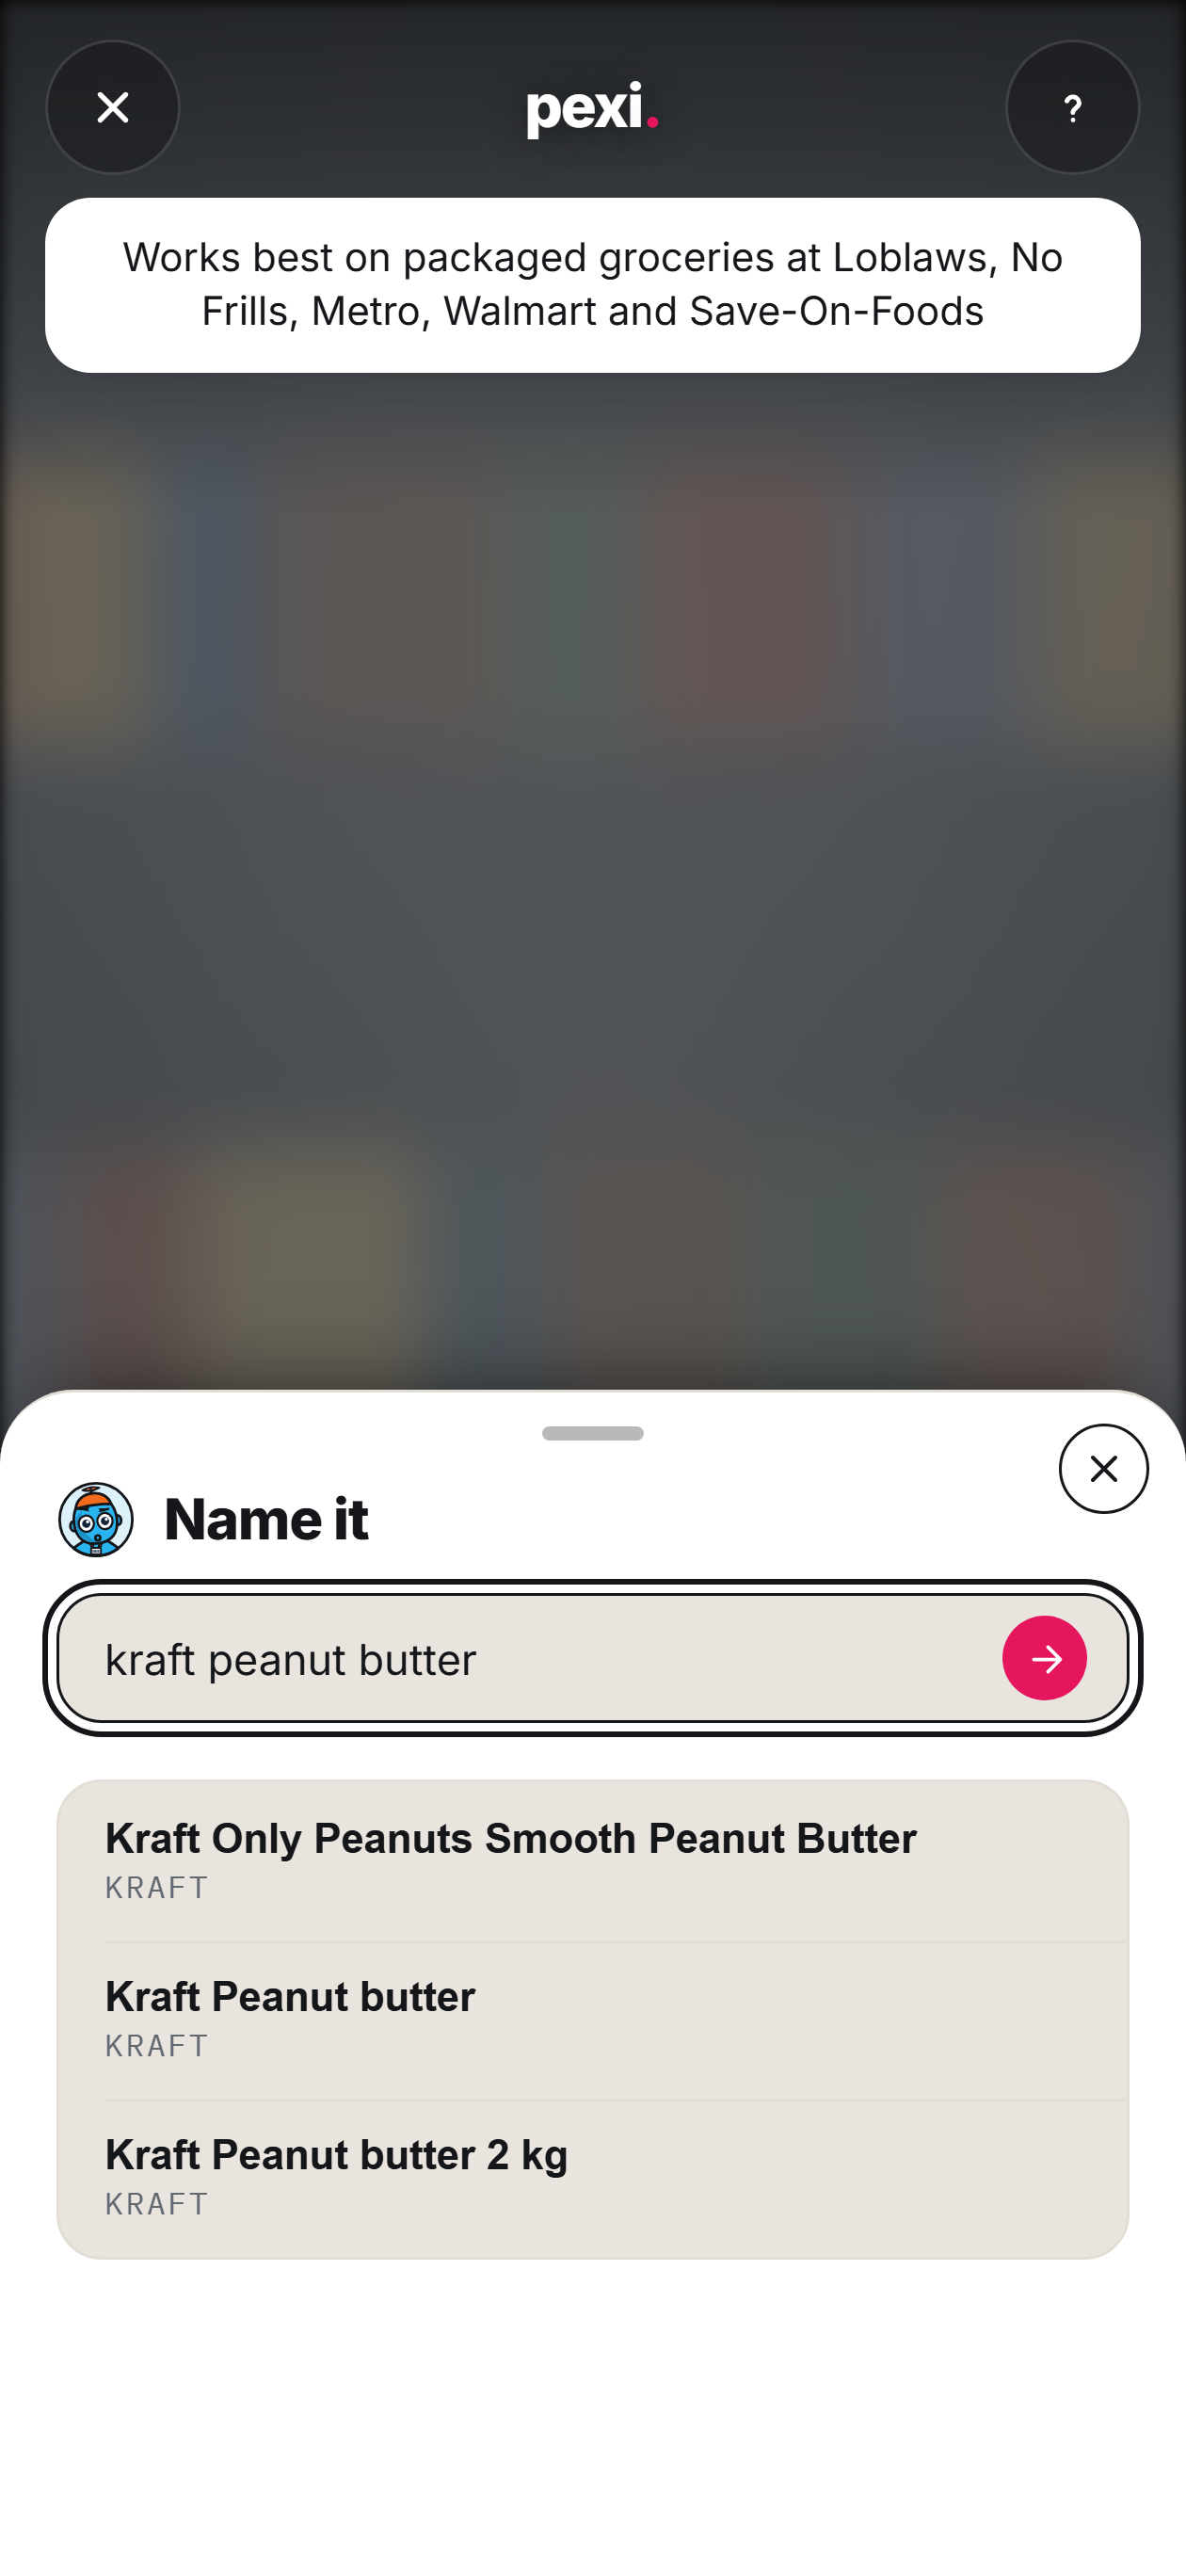 pexi.
?
Works best on packaged groceries at Loblaws, No
Frills, Metro, Walmart and Save-On-Foods
Name it
kraft peanut butter
Kraft Only Peanuts Smooth Peanut Butter
KRAFT
Kraft Peanut butter
KRAFT
Kraft Peanut butter 2 kg
KRAFT